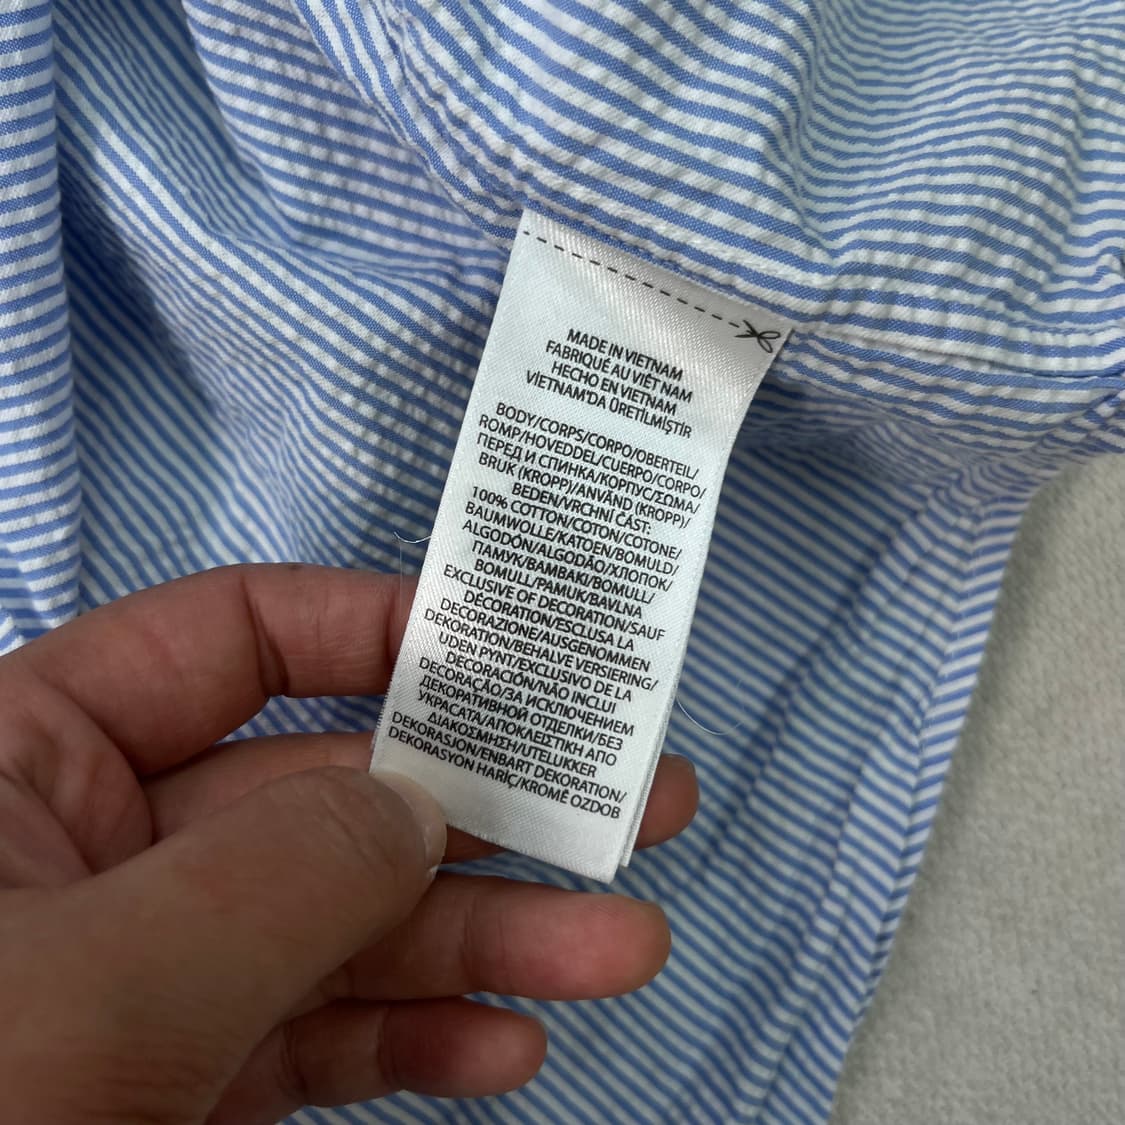 MADE IN VIETNAM
FABRIQUÉ AU VIÊT NAM
HECHO EN VIETNAM
VİETNAM'DA ÜRETİLMİŞTİR
BODY/CORPS/CORPO/OBERTEIL/
ROMP/HOVEDDEL/CUERPO/CORPO/
ПЕРЕД И СПИНКА/КОРПУС/ΣΩΜΑ/
BRUK (KROPP)/ANVÄND (KROPP)/
BEDEN/VRCHNÍ ČÁST:
100% COTTON/COTON/COTONE/
BAUMWOLLE/KATOEN/BOMULD/
ALGODÓN/ALGODÃO/ХЛОПОК/
ПАМУК/ΒΑΜΒΑΚΙ/BOMULL/
BOMULL/PAMUK/BAVLNA
EXCLUSIVE OF DECORATION/SAUF
DÉCORATION/ESCLUSA LA
DECORAZIONE/AUSGENOMMEN
DEKORATION/BEHALVE VERSIERING/
UDEN PYNT/EXCLUSIVO DE LA
DECORACIÓN/NÃO INCLUI
DECORAÇÃO/ЗА ИСКЛЮЧЕНИЕМ
ДЕКОРАТИВНОЙ ОТДЕЛКИ/БЕЗ
УКРАСАТА/ΑΠΟΚΛΕΙΣΤΙΚΗ ΑΠΟ
ΔΙΑΚΟΣΜΗΣΗ/UTELUKKER
DEKORASJON/ENBART DEKORATION/
DEKORASYON HARİÇ/KROMĚ OZDOB